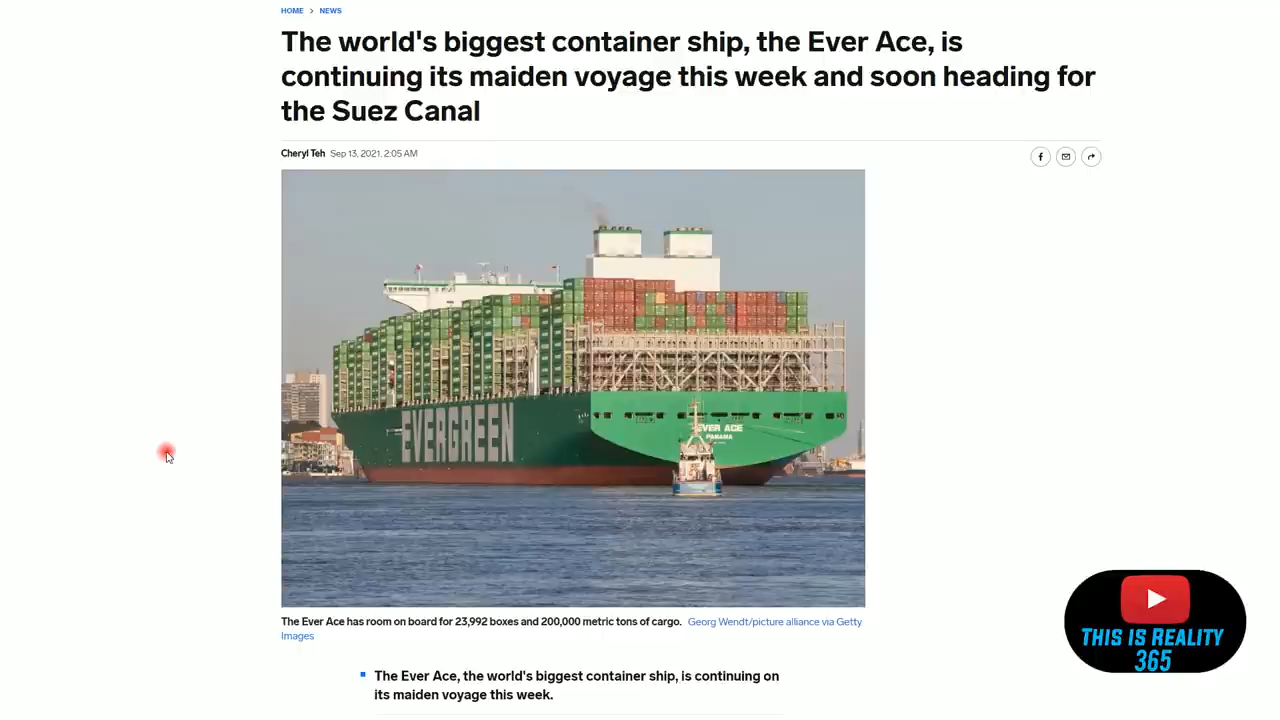 HOME > NEWS
The world's biggest container ship, the Ever Ace, is
continuing its maiden voyage this week and soon heading for
the Suez Canal
Cheryl Teh Sep 13, 2021, 2:05 AM
EVERGREEN
EVER ACE
PANAMA
The Ever Ace has room on board for 23,992 boxes and 200,000 metric tons of cargo. Georg Wendt/picture alliance via Getty
Images
The Ever Ace, the world's biggest container ship, is continuing on
its maiden voyage this week.
THIS IS REALITY
365